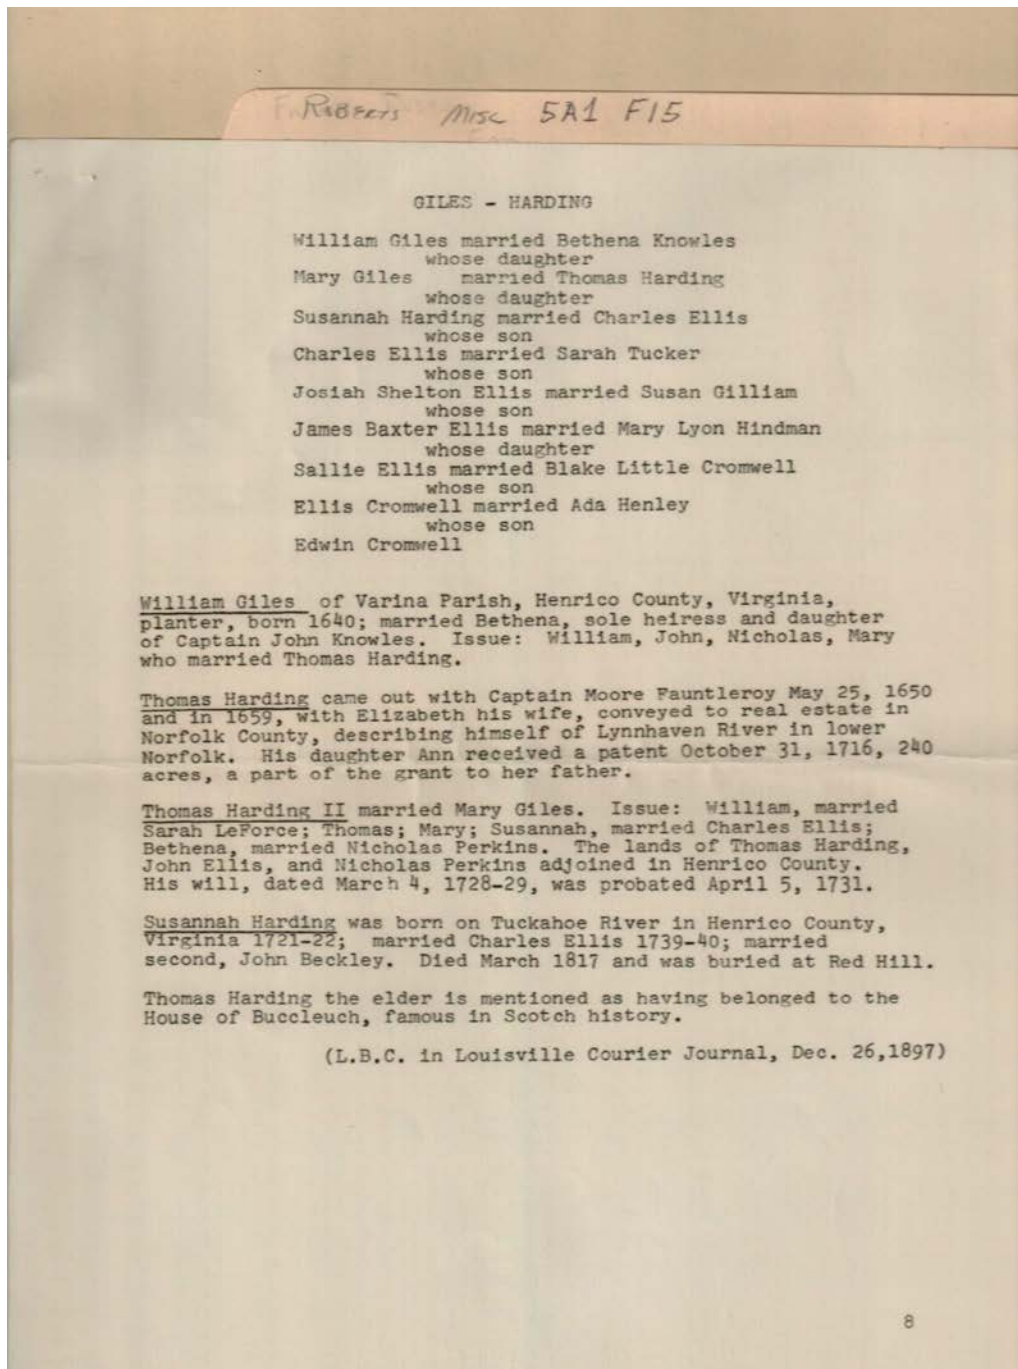 Roberts Misc 5A1 F15
GILES - HARDING
William Giles married Bethena Knowles
whose daughter
Mary Giles married Thomas Harding
whose daughter
Susannah Harding married Charles Ellis
whose son
Charles Ellis married Sarah Tucker
whose son
Josiah Shelton Ellis married Susan Gilliam
whose son
James Baxter Ellis married Mary Lyon Hindman
whose daughter
Sallie Ellis married Blake Little Cromwell
whose son
Ellis Cromwell married Ada Henley
whose son
Edwin Cromwell
William Giles of Varina Parish, Henrico County, Virginia,
planter, born 1640; married Bethena, sole heiress and daughter
of Captain John Knowles. Issue: William, John, Nicholas, Mary
who married Thomas Harding.
Thomas Harding came out with Captain Moore Fauntleroy May 25, 1650
and in 1659, with Elizabeth his wife, conveyed to real estate in
Norfolk County, describing himself of Lynnhaven River in lower
Norfolk. His daughter Ann received a patent October 31, 1716, 240
acres, a part of the grant to her father.
Thomas Harding II married Mary Giles. Issue: William, married
Sarah LeForce; Thomas; Mary; Susannah, married Charles Ellis;
Bethena, married Nicholas Perkins. The lands of Thomas Harding,
John Ellis, and Nicholas Perkins adjoined in Henrico County.
His will, dated March 4, 1728-29, was probated April 5, 1731.
Susannah Harding was born on Tuckahoe River in Henrico County,
Virginia 1721-22; married Charles Ellis 1739-40; married
second, John Beckley. Died March 1817 and was buried at Red Hill.
Thomas Harding the elder is mentioned as having belonged to the
House of Buccleuch, famous in Scotch history.
(L.B.C. in Louisville Courier Journal, Dec. 26,1897)
8